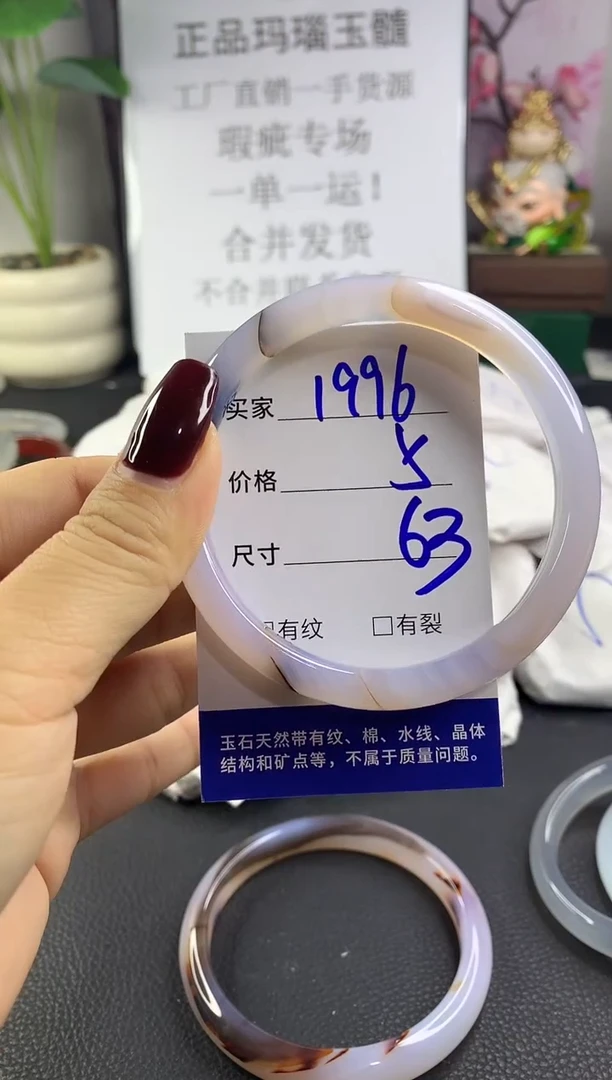 正品玛瑙玉髓
工厂直销一手货源
瑕疵专场
一单一运!
合并发货
买家 1996
价格 5
尺寸 63
有纹 □有裂
玉石天然带有纹、棉、水线、晶体
结构和矿点等，不属于质量问题。